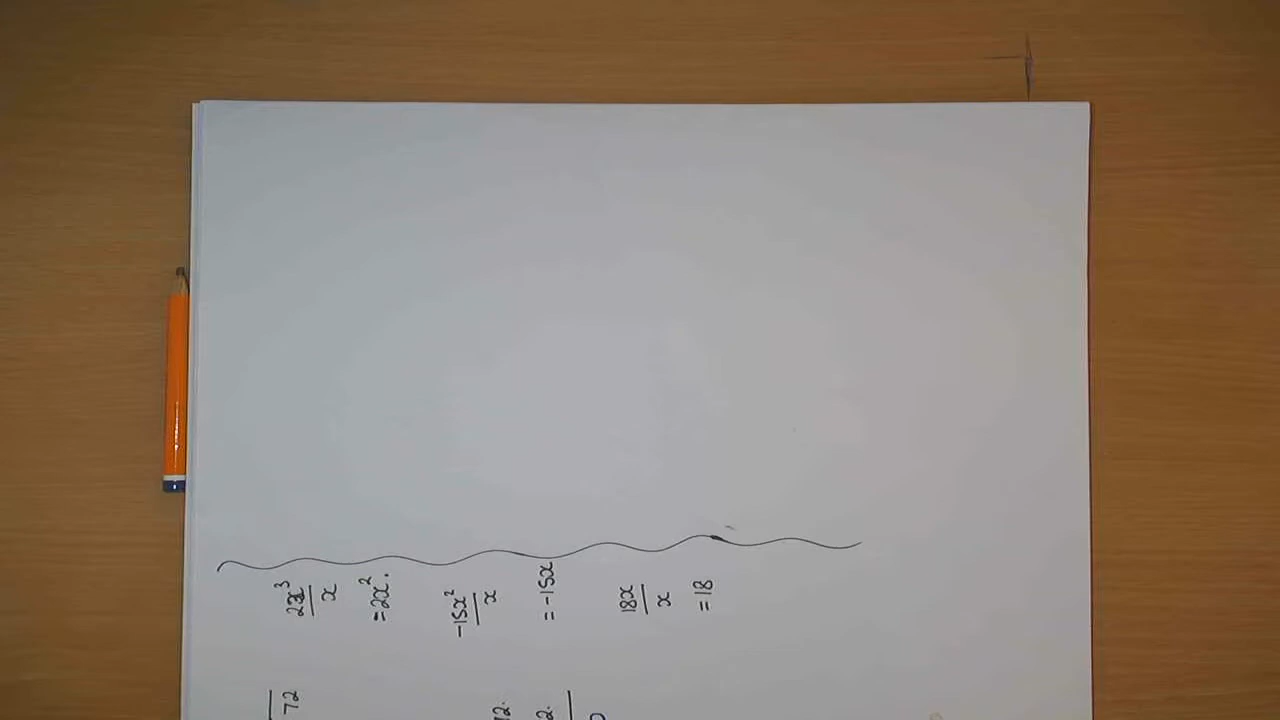 2x³/x
= 2x².
-15x²/x
= -15x
18x/x
= 18
72